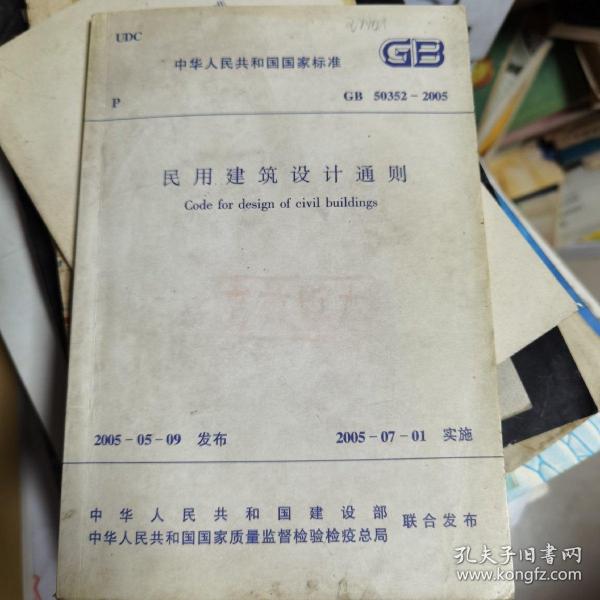 UDC
中华人民共和国国家标准
GB
P
GB 50352-2005
民用建筑设计通则
Code for design of civil buildings
2005-05-09 发布
2005-07-01 实施
中华人民共和国建设部
中华人民共和国国家质量监督检验检疫总局
联合发布
孔夫子旧书网
www.kongfz.com